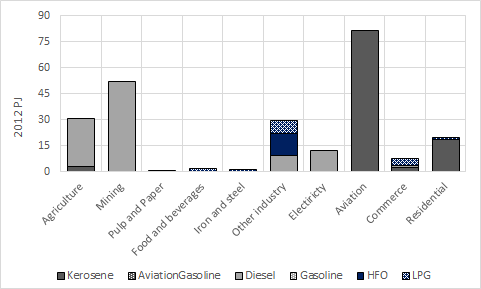 90
75
60
45
30
15
0
2012 PJ
Agriculture
Mining
Pulp and Paper
Food and beverages
Iron and steel
Other industry
Electiricty
Aviation
Commerce
Residential
Kerosene AviationGasoline Diesel Gasoline HFO LPG